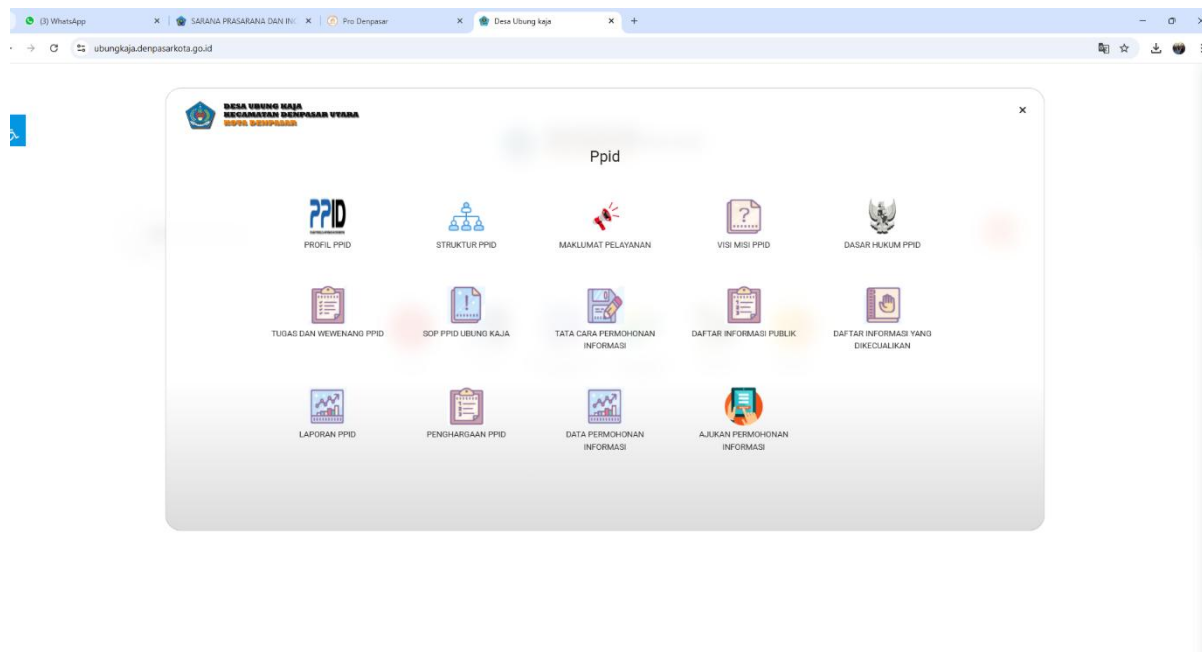 (3) WhatsApp
SARANA PRASARANA DAN IN
Pro Denpasar
Desa Ubung kaja
ubungkaja.denpasarkota.go.id
DESA UBUNG KAJA
KECAMATAN DENPASAR UTARA
KOTA DENPASAR
Ppid
PPID
PROFIL PPID
STRUKTUR PPID
MAKLUMAT PELAYANAN
VISI MISI PPID
DASAR HUKUM PPID
TUGAS DAN WEWENANG PPID
SOP PPID UBUNG KAJA
TATA CARA PERMOHONAN
INFORMASI
DAFTAR INFORMASI PUBLIK
DAFTAR INFORMASI YANG
DIKECUALIKAN
LAPORAN PPID
PENGHARGAAN PPID
DATA PERMOHONAN
INFORMASI
AJUKAN PERMOHONAN
INFORMASI